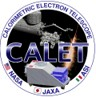 CALORIMETRIC ELECTRON TELESCOPE
CALET
NASA
JAXA
ASI